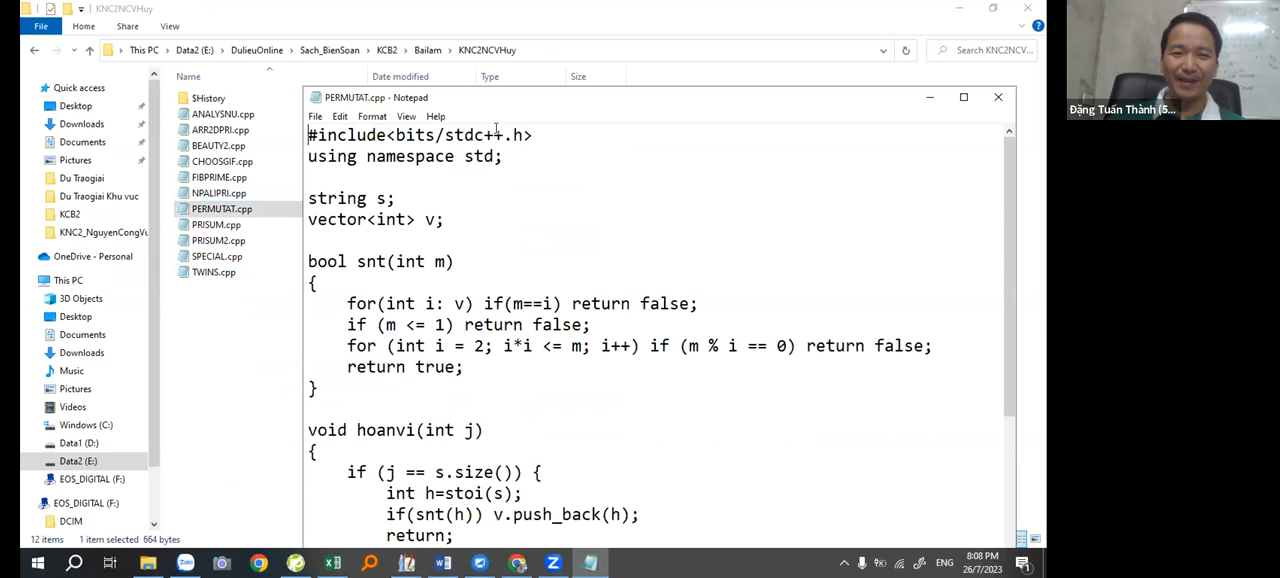 KNC2NCVHuy
File
Home
Share
View
This PC
Data2 (E:)
DulieuOnline
Sach_BienSoan
KCB2
Bailam
KNC2NCVHuy
Search KNC2NCV...
Name
Date modified
Type
Size
Quick access
Desktop
Downloads
Documents
Pictures
Du Traogiai
Du Traogiai Khu vuc
KCB2
KNC2_NguyenCongVu
OneDrive - Personal
This PC
3D Objects
Desktop
Documents
Downloads
Music
Pictures
Videos
Windows (C:)
Data1 (D:)
Data2 (E:)
EOS_DIGITAL (F:)
EOS_DIGITAL (F:)
DCIM
$History
ANALYSNU.cpp
ARR2DPRI.cpp
BEAUTY2.cpp
CHOOSGIF.cpp
FIBPRIME.cpp
NPALIPRI.cpp
PERMUTAT.cpp
PRISUM.cpp
PRISUM2.cpp
SPECIAL.cpp
TWINS.cpp
PERMUTAT.cpp - Notepad
File Edit Format View Help
#include<bits/stdc++.h>
using namespace std;
string s;
vector<int> v;
bool snt(int m)
{
for(int i: v) if(m==i) return false;
if (m <= 1) return false;
for (int i = 2; i*i <= m; i++) if (m % i == 0) return false;
return true;
}
void hoanvi(int j)
{
if (j == s.size()) {
int h=stoi(s);
if(snt(h)) v.push_back(h);
return;
12 items
1 item selected 664 bytes
Zalo
ENG
8:08 PM
26/7/2023
Đặng Tuấn Thành (5...